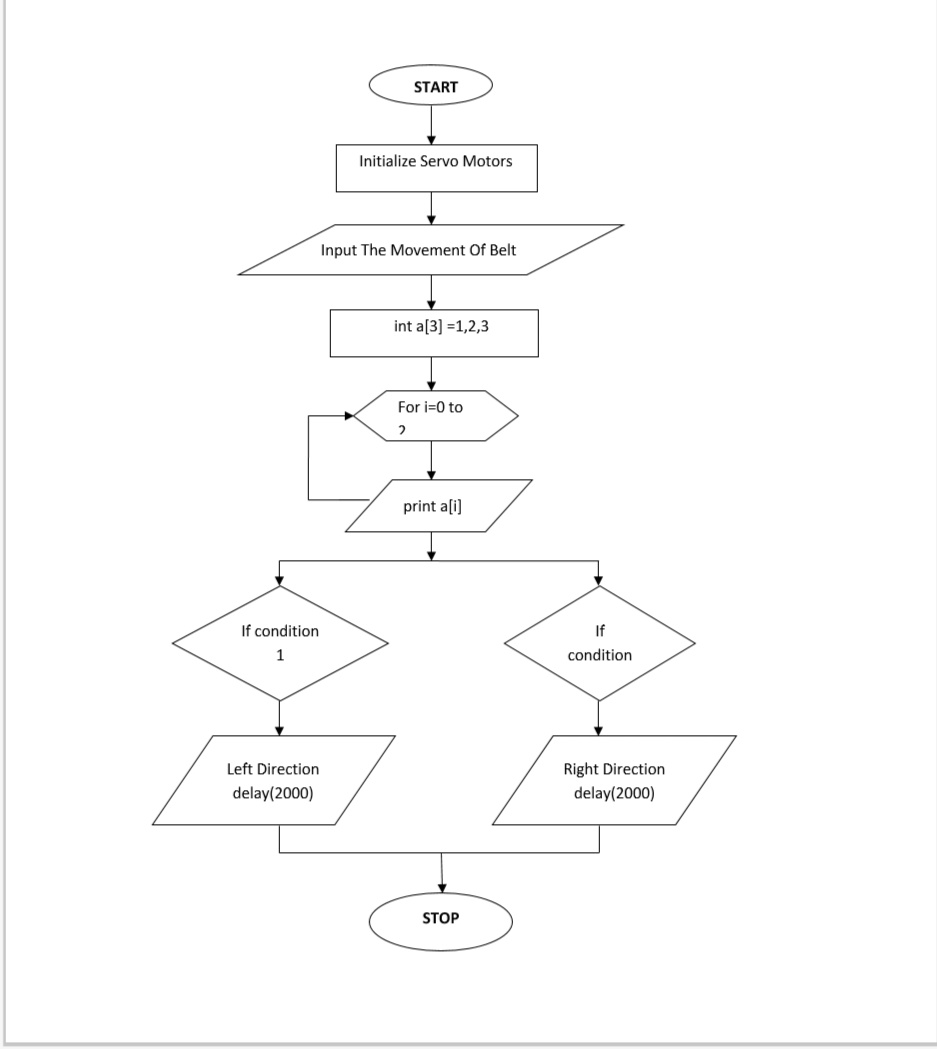 START
Initialize Servo Motors
Input The Movement Of Belt
int a[3] =1,2,3
For i=0 to
2
print a[i]
If condition
1
If
condition
Left Direction
delay(2000)
Right Direction
delay(2000)
STOP